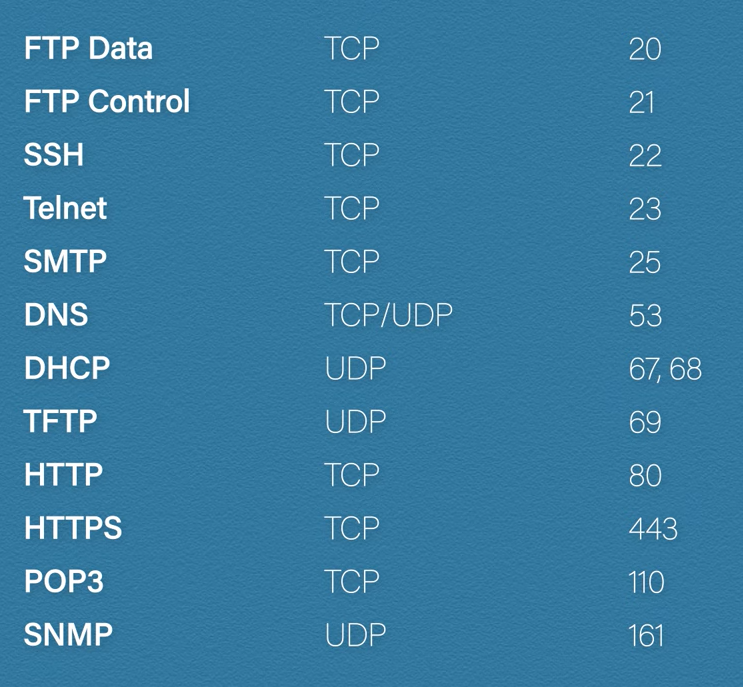 FTP Data TCP 20
FTP Control TCP 21
SSH TCP 22
Telnet TCP 23
SMTP TCP 25
DNS TCP/UDP 53
DHCP UDP 67, 68
TFTP UDP 69
HTTP TCP 80
HTTPS TCP 443
POP3 TCP 110
SNMP UDP 161